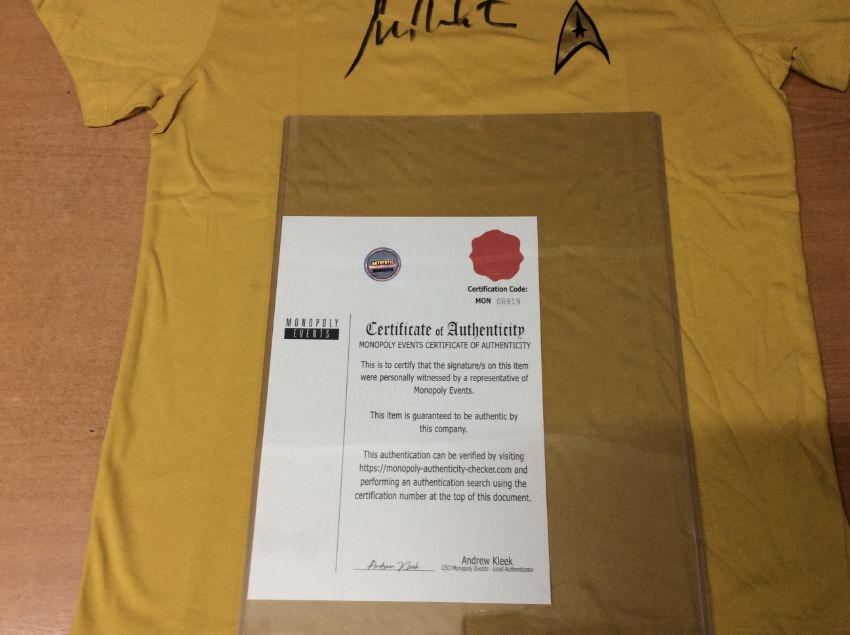 AUTHENTIC
MONOPOLY
EVENTS
Certification Code:
MON 06919
Certificate of Authenticity
MONOPOLY EVENTS CERTIFICATE OF AUTHENTICITY
This is to certify that the signature/s on this item
were personally witnessed by a representative of
Monopoly Events.
This item is guaranteed to be authentic by
this company.
This authentication can be verified by visiting
https://monopoly-authenticity-checker.com and
performing an authentication search using the
certification number at the top of this document.
Andrew Kleek
Andrew Kleek
CEO Monopoly Events - Lead Authenticator